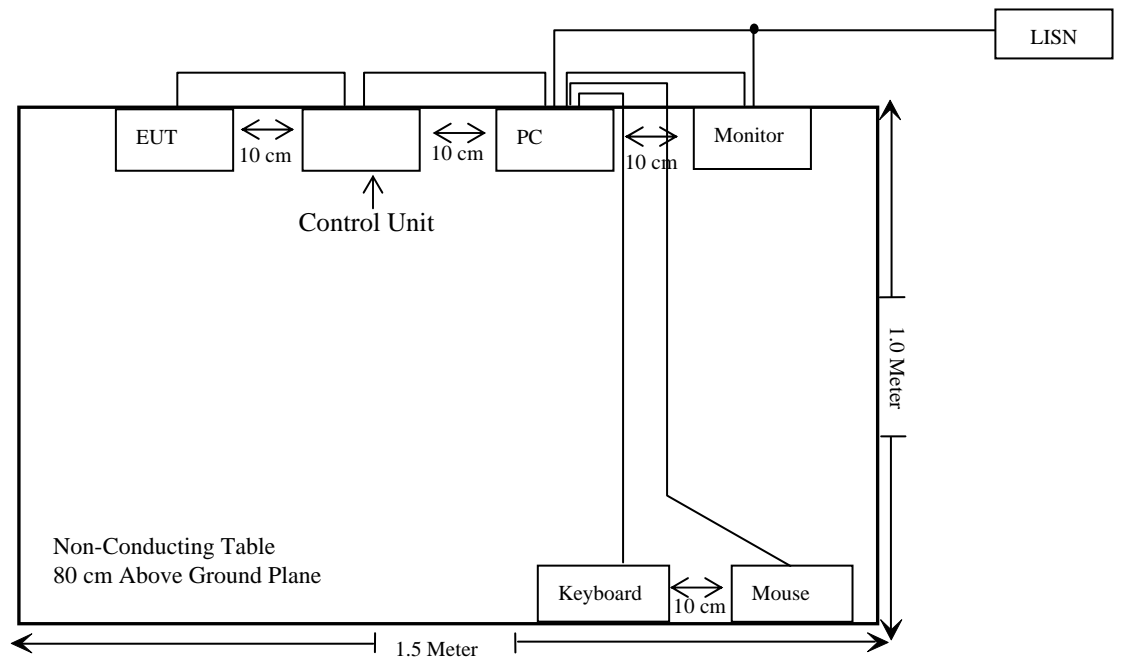 LISN
EUT
PC
Monitor
10 cm
10 cm
10 cm
Control Unit
1.0 Meter
Non-Conducting Table
80 cm Above Ground Plane
Keyboard
Mouse
10 cm
1.5 Meter